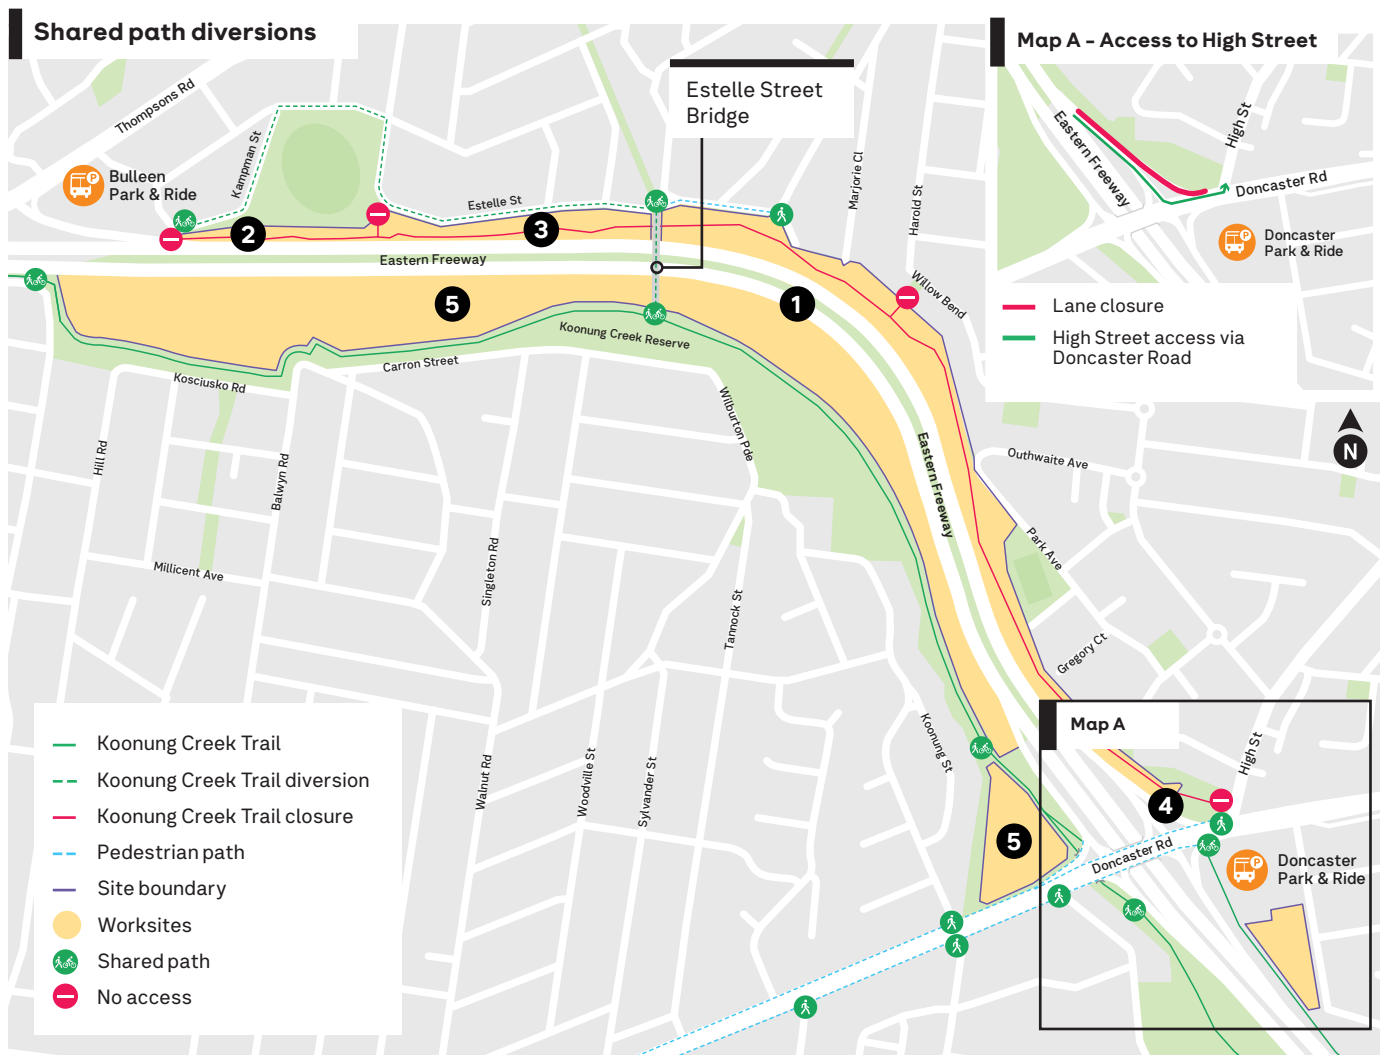 Shared path diversions
Map A - Access to High Street
Estelle Street
Bridge
Thompsons Rd
Kampman St
Bulleen
Park & Ride
P
Estelle St
Marjorie Cl
Harold St
Willow Bend
2
3
Eastern Freeway
5
1
Koonung Creek Reserve
Carron Street
Kosciusko Rd
Hill Rd
Balwyn Rd
Wilburton Pde
Eastern Freeway
Millicent Ave
Singleton Rd
Tannock St
Outhwaite Ave
Park Ave
Gregory Ct
Walnut Rd
Woodville St
Sylvander St
Koonung St
5
Eastern Freeway
High St
Doncaster Rd
P
Doncaster
Park & Ride
Lane closure
High Street access via
Doncaster Road
N
Map A
High St
4
Doncaster Rd
P
Doncaster
Park & Ride
Koonung Creek Trail
Koonung Creek Trail diversion
Koonung Creek Trail closure
Pedestrian path
Site boundary
Worksites
Shared path
No access